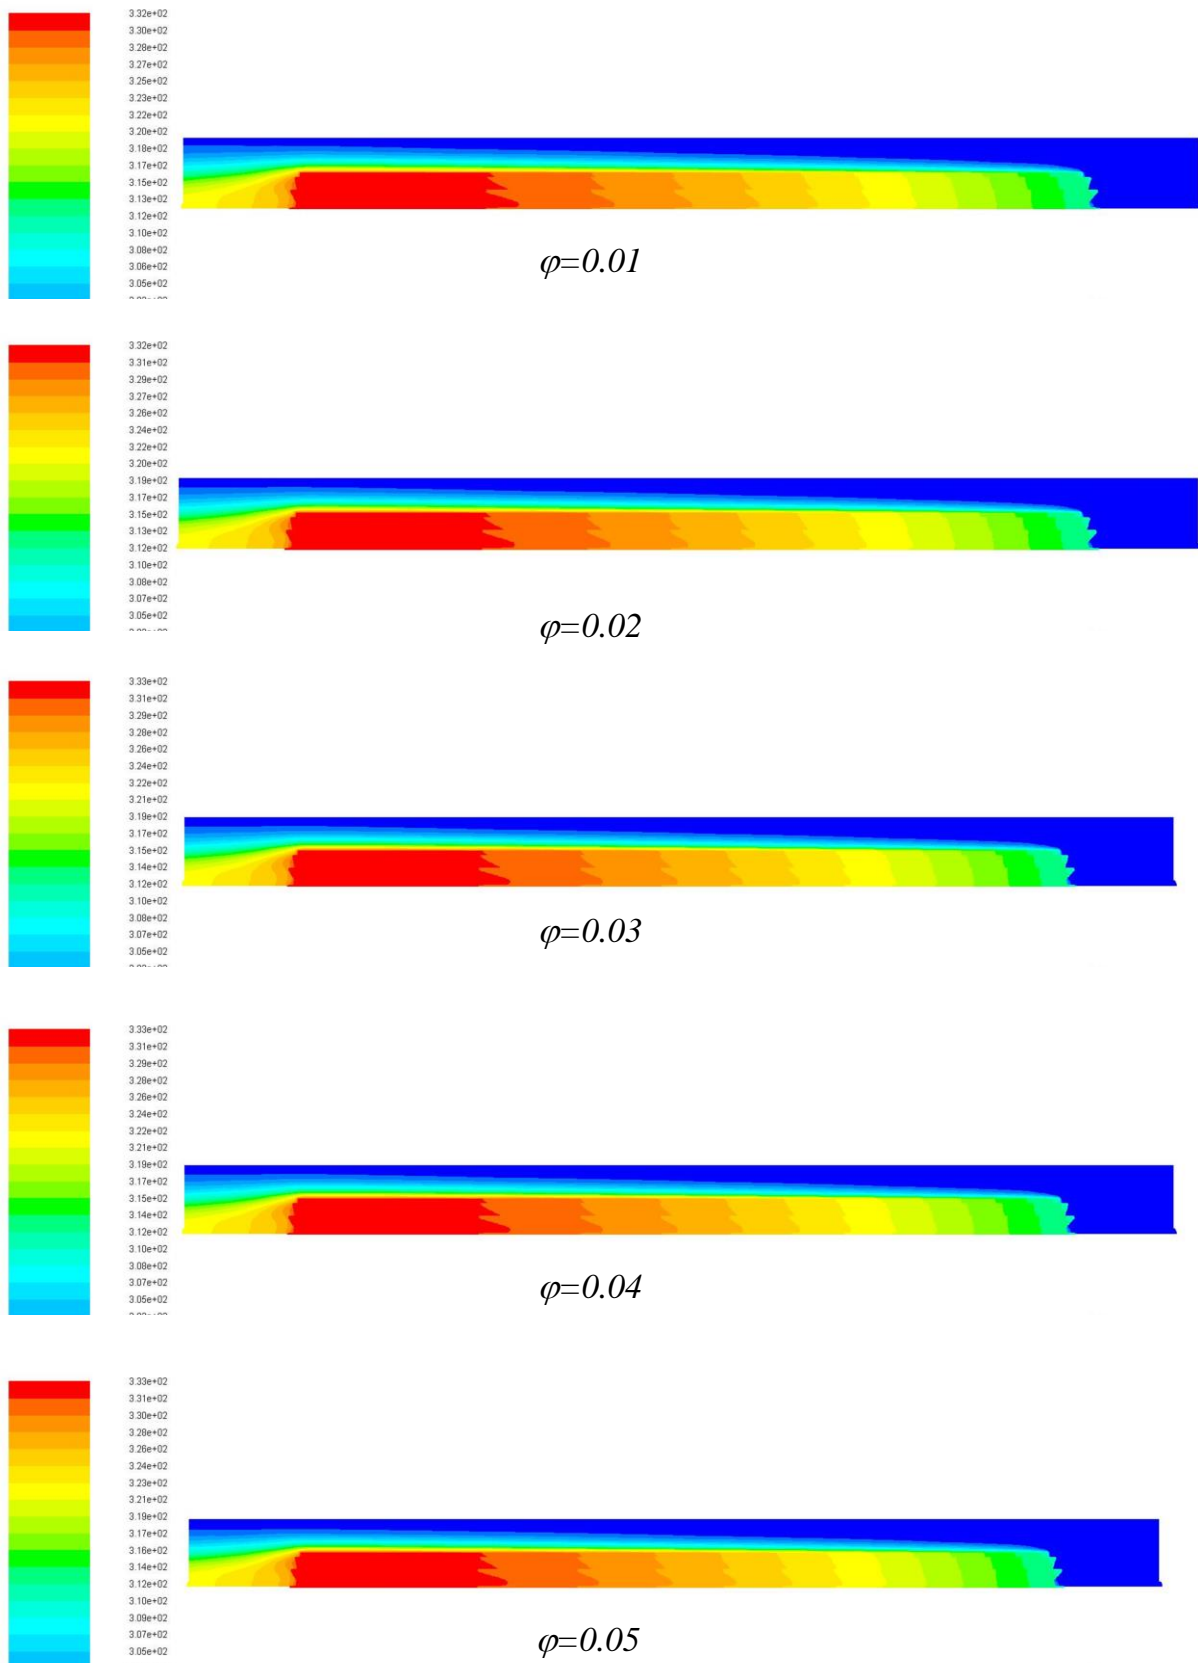 3.32e+02
3.30e+02
3.28e+02
3.27e+02
3.25e+02
3.23e+02
3.22e+02
3.20e+02
3.18e+02
3.17e+02
3.15e+02
3.13e+02
3.12e+02
3.10e+02
3.08e+02
3.06e+02
3.05e+02
φ=0.01
3.32e+02
3.31e+02
3.29e+02
3.27e+02
3.26e+02
3.24e+02
3.22e+02
3.20e+02
3.19e+02
3.17e+02
3.15e+02
3.13e+02
3.12e+02
3.10e+02
3.08e+02
3.07e+02
3.05e+02
φ=0.02
3.33e+02
3.31e+02
3.29e+02
3.28e+02
3.26e+02
3.24e+02
3.22e+02
3.21e+02
3.19e+02
3.17e+02
3.15e+02
3.14e+02
3.12e+02
3.10e+02
3.08e+02
3.07e+02
3.05e+02
φ=0.03
3.33e+02
3.31e+02
3.29e+02
3.28e+02
3.26e+02
3.24e+02
3.22e+02
3.21e+02
3.19e+02
3.17e+02
3.15e+02
3.14e+02
3.12e+02
3.10e+02
3.08e+02
3.07e+02
3.05e+02
φ=0.04
3.33e+02
3.31e+02
3.30e+02
3.28e+02
3.26e+02
3.24e+02
3.23e+02
3.21e+02
3.19e+02
3.17e+02
3.16e+02
3.14e+02
3.12e+02
3.10e+02
3.09e+02
3.07e+02
3.05e+02
φ=0.05